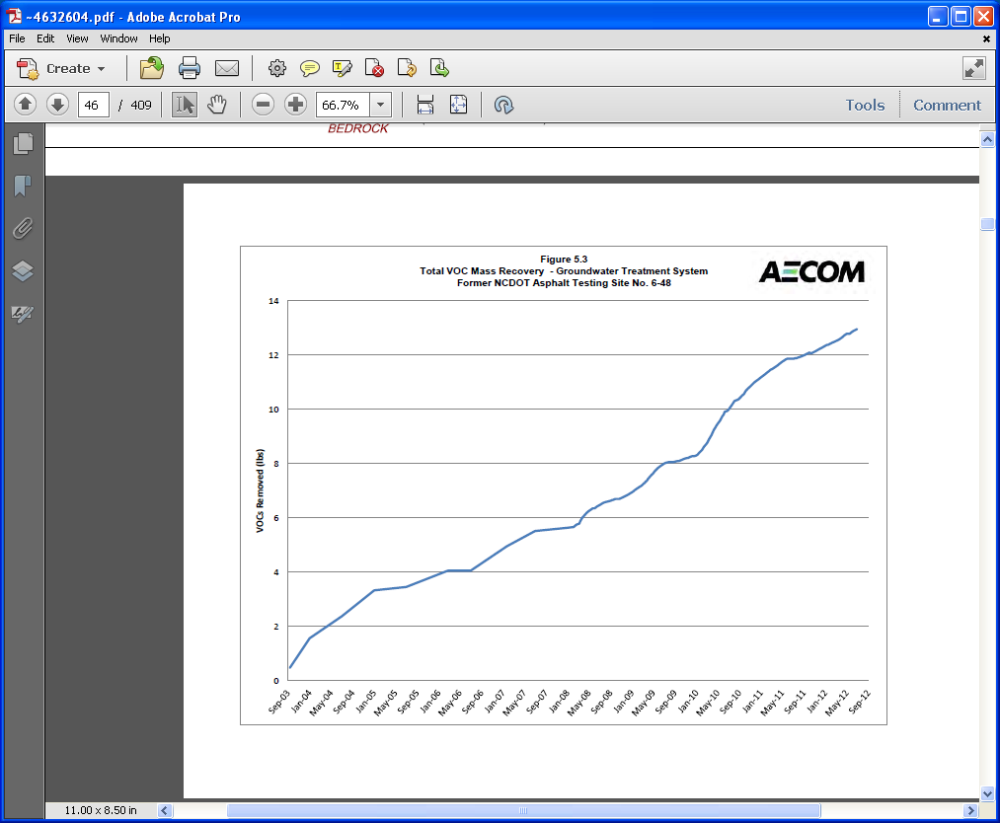 ~4632604.pdf - Adobe Acrobat Pro
File Edit View Window Help
Create
46 / 409 66.7% Tools Comment
BEDROCK
Figure 5.3
Total VOC Mass Recovery - Groundwater Treatment System
Former NCDOT Asphalt Testing Site No. 6-48
AECOM
14
12
10
8
6
4
2
0
VOCs Removed (lbs)
Sep-03 Jan-04 May-04 Sep-04 Jan-05 May-05 Sep-05 Jan-06 May-06 Sep-06 Jan-07 May-07 Sep-07 Jan-08 May-08 Sep-08 Jan-09 May-09 Sep-09 Jan-10 May-10 Sep-10 Jan-11 May-11 Sep-11 Jan-12 May-12 Sep-12
11.00 x 8.50 in